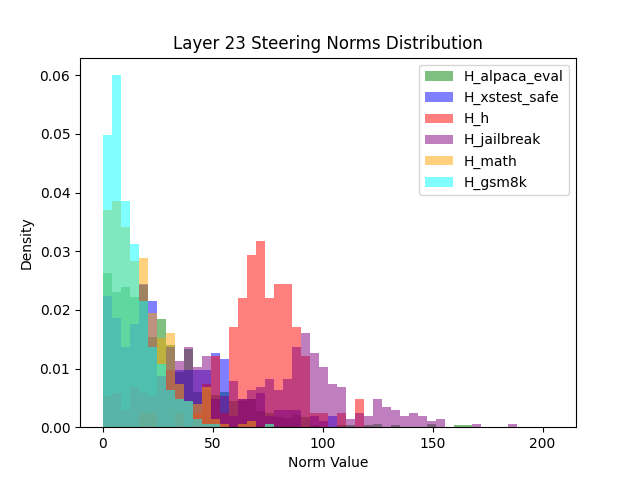 Layer 23 Steering Norms Distribution
H_alpaca_eval
H_xstest_safe
H_h
H_jailbreak
H_math
H_gsm8k
Density
0.06
0.05
0.04
0.03
0.02
0.01
0.00
0
50
100
150
200
Norm Value